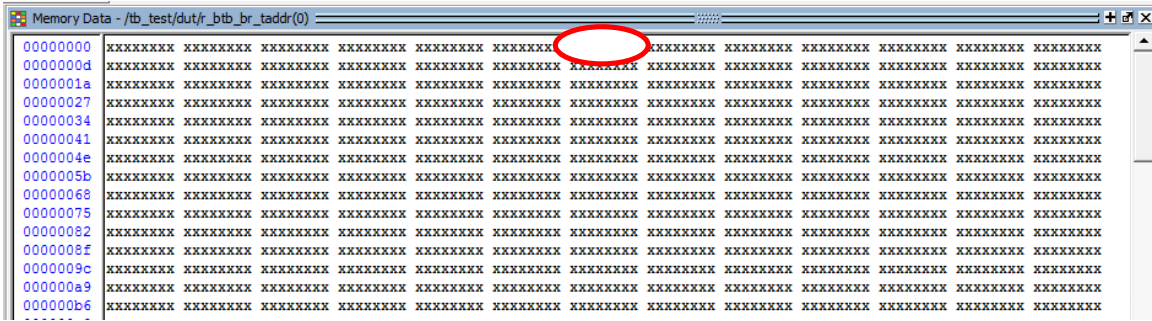 Memory Data - /tb_test/dut/r_btb_br_taddr(0)
00000000 xxxxxxxx xxxxxxxx xxxxxxxx xxxxxxxx xxxxxxxx xxxxxxx xxxxxxxx xxxxxxxx xxxxxxxx xxxxxxxx xxxxxxxx xxxxxxxx
0000000d xxxxxxxx xxxxxxxx xxxxxxxx xxxxxxxx xxxxxxxx xxxxxxxx xxxxxxxx xxxxxxxx xxxxxxxx xxxxxxxx xxxxxxxx xxxxxxxx xxxxxxxx
0000001a xxxxxxxx xxxxxxxx xxxxxxxx xxxxxxxx xxxxxxxx xxxxxxxx xxxxxxxx xxxxxxxx xxxxxxxx xxxxxxxx xxxxxxxx xxxxxxxx xxxxxxxx
00000027 xxxxxxxx xxxxxxxx xxxxxxxx xxxxxxxx xxxxxxxx xxxxxxxx xxxxxxxx xxxxxxxx xxxxxxxx xxxxxxxx xxxxxxxx xxxxxxxx xxxxxxxx
00000034 xxxxxxxx xxxxxxxx xxxxxxxx xxxxxxxx xxxxxxxx xxxxxxxx xxxxxxxx xxxxxxxx xxxxxxxx xxxxxxxx xxxxxxxx xxxxxxxx xxxxxxxx
00000041 xxxxxxxx xxxxxxxx xxxxxxxx xxxxxxxx xxxxxxxx xxxxxxxx xxxxxxxx xxxxxxxx xxxxxxxx xxxxxxxx xxxxxxxx xxxxxxxx xxxxxxxx
0000004e xxxxxxxx xxxxxxxx xxxxxxxx xxxxxxxx xxxxxxxx xxxxxxxx xxxxxxxx xxxxxxxx xxxxxxxx xxxxxxxx xxxxxxxx xxxxxxxx xxxxxxxx
0000005b xxxxxxxx xxxxxxxx xxxxxxxx xxxxxxxx xxxxxxxx xxxxxxxx xxxxxxxx xxxxxxxx xxxxxxxx xxxxxxxx xxxxxxxx xxxxxxxx xxxxxxxx
00000068 xxxxxxxx xxxxxxxx xxxxxxxx xxxxxxxx xxxxxxxx xxxxxxxx xxxxxxxx xxxxxxxx xxxxxxxx xxxxxxxx xxxxxxxx xxxxxxxx xxxxxxxx
00000075 xxxxxxxx xxxxxxxx xxxxxxxx xxxxxxxx xxxxxxxx xxxxxxxx xxxxxxxx xxxxxxxx xxxxxxxx xxxxxxxx xxxxxxxx xxxxxxxx xxxxxxxx
00000082 xxxxxxxx xxxxxxxx xxxxxxxx xxxxxxxx xxxxxxxx xxxxxxxx xxxxxxxx xxxxxxxx xxxxxxxx xxxxxxxx xxxxxxxx xxxxxxxx xxxxxxxx
0000008f xxxxxxxx xxxxxxxx xxxxxxxx xxxxxxxx xxxxxxxx xxxxxxxx xxxxxxxx xxxxxxxx xxxxxxxx xxxxxxxx xxxxxxxx xxxxxxxx xxxxxxxx
0000009c xxxxxxxx xxxxxxxx xxxxxxxx xxxxxxxx xxxxxxxx xxxxxxxx xxxxxxxx xxxxxxxx xxxxxxxx xxxxxxxx xxxxxxxx xxxxxxxx xxxxxxxx
000000a9 xxxxxxxx xxxxxxxx xxxxxxxx xxxxxxxx xxxxxxxx xxxxxxxx xxxxxxxx xxxxxxxx xxxxxxxx xxxxxxxx xxxxxxxx xxxxxxxx xxxxxxxx
000000b6 xxxxxxxx xxxxxxxx xxxxxxxx xxxxxxxx xxxxxxxx xxxxxxxx xxxxxxxx xxxxxxxx xxxxxxxx xxxxxxxx xxxxxxxx xxxxxxxx xxxxxxxx